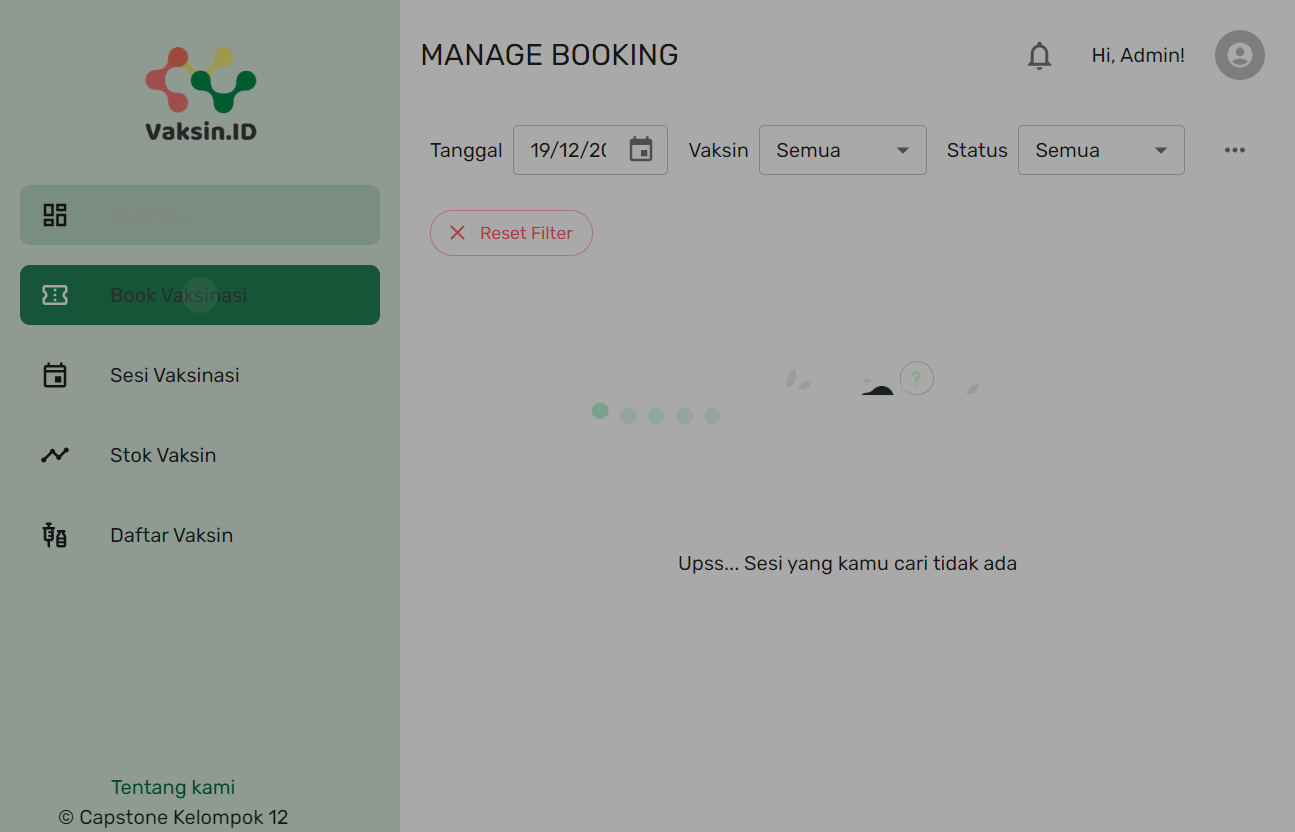 Vaksin.ID
Book Vaksinasi
Sesi Vaksinasi
Stok Vaksin
Daftar Vaksin
Tentang kami
© Capstone Kelompok 12
MANAGE BOOKING
Hi, Admin!
Tanggal 19/12/20 Vaksin Semua Status Semua
Reset Filter
?
Upss... Sesi yang kamu cari tidak ada